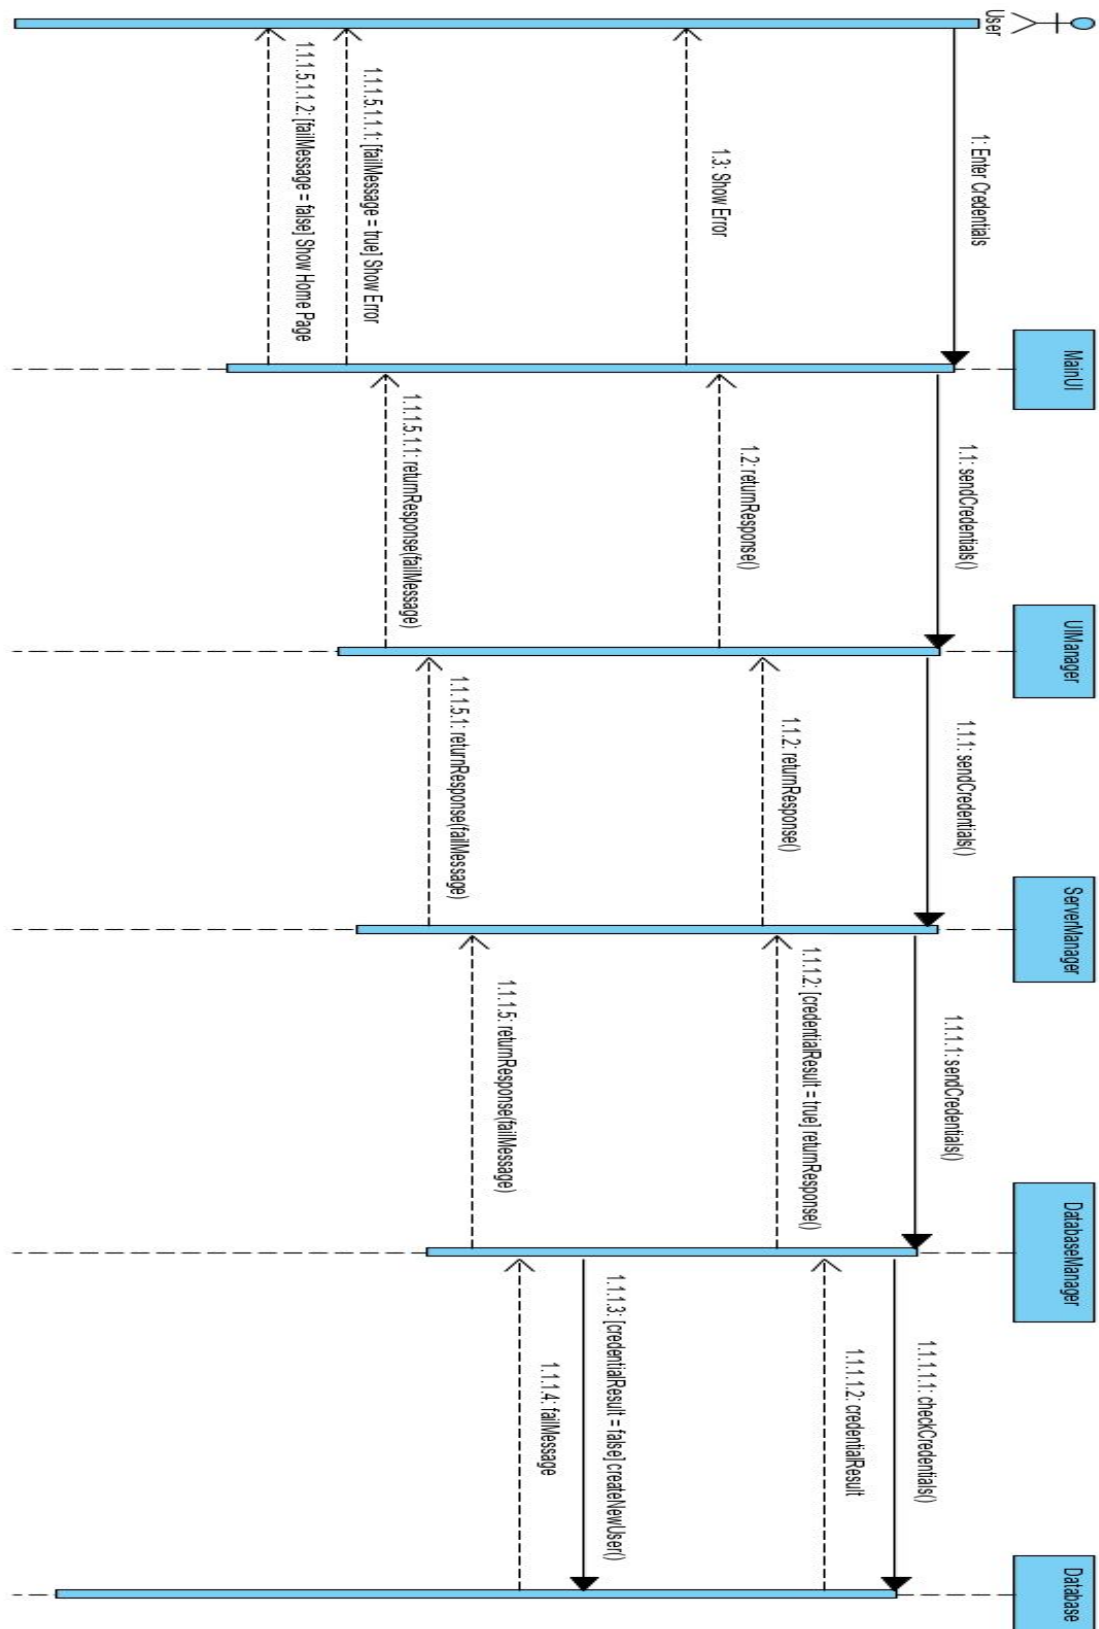 User
MainUI
UIManager
ServerManager
DatabaseManager
Database
1: Enter Credentials
1.1: sendCredentials()
1.1.1: sendCredentials()
1.1.1.1: sendCredentials()
1.1.1.1.1: checkCredentials()
1.1.1.1.2: credentialResult
1.1.1.2: [credentialResult = true] returnResponse()
1.1.2: returnResponse()
1.2: returnResponse()
1.3: Show Error
1.1.1.3: [credentialResult = false] createNewUser()
1.1.1.4: failMessage
1.1.1.5: returnResponse(failMessage)
1.1.1.5.1: returnResponse(failMessage)
1.1.1.5.1.1: returnResponse(failMessage)
1.1.1.5.1.1.1: [failMessage = true] Show Error
1.1.1.5.1.1.2: [failMessage = false] Show Home Page